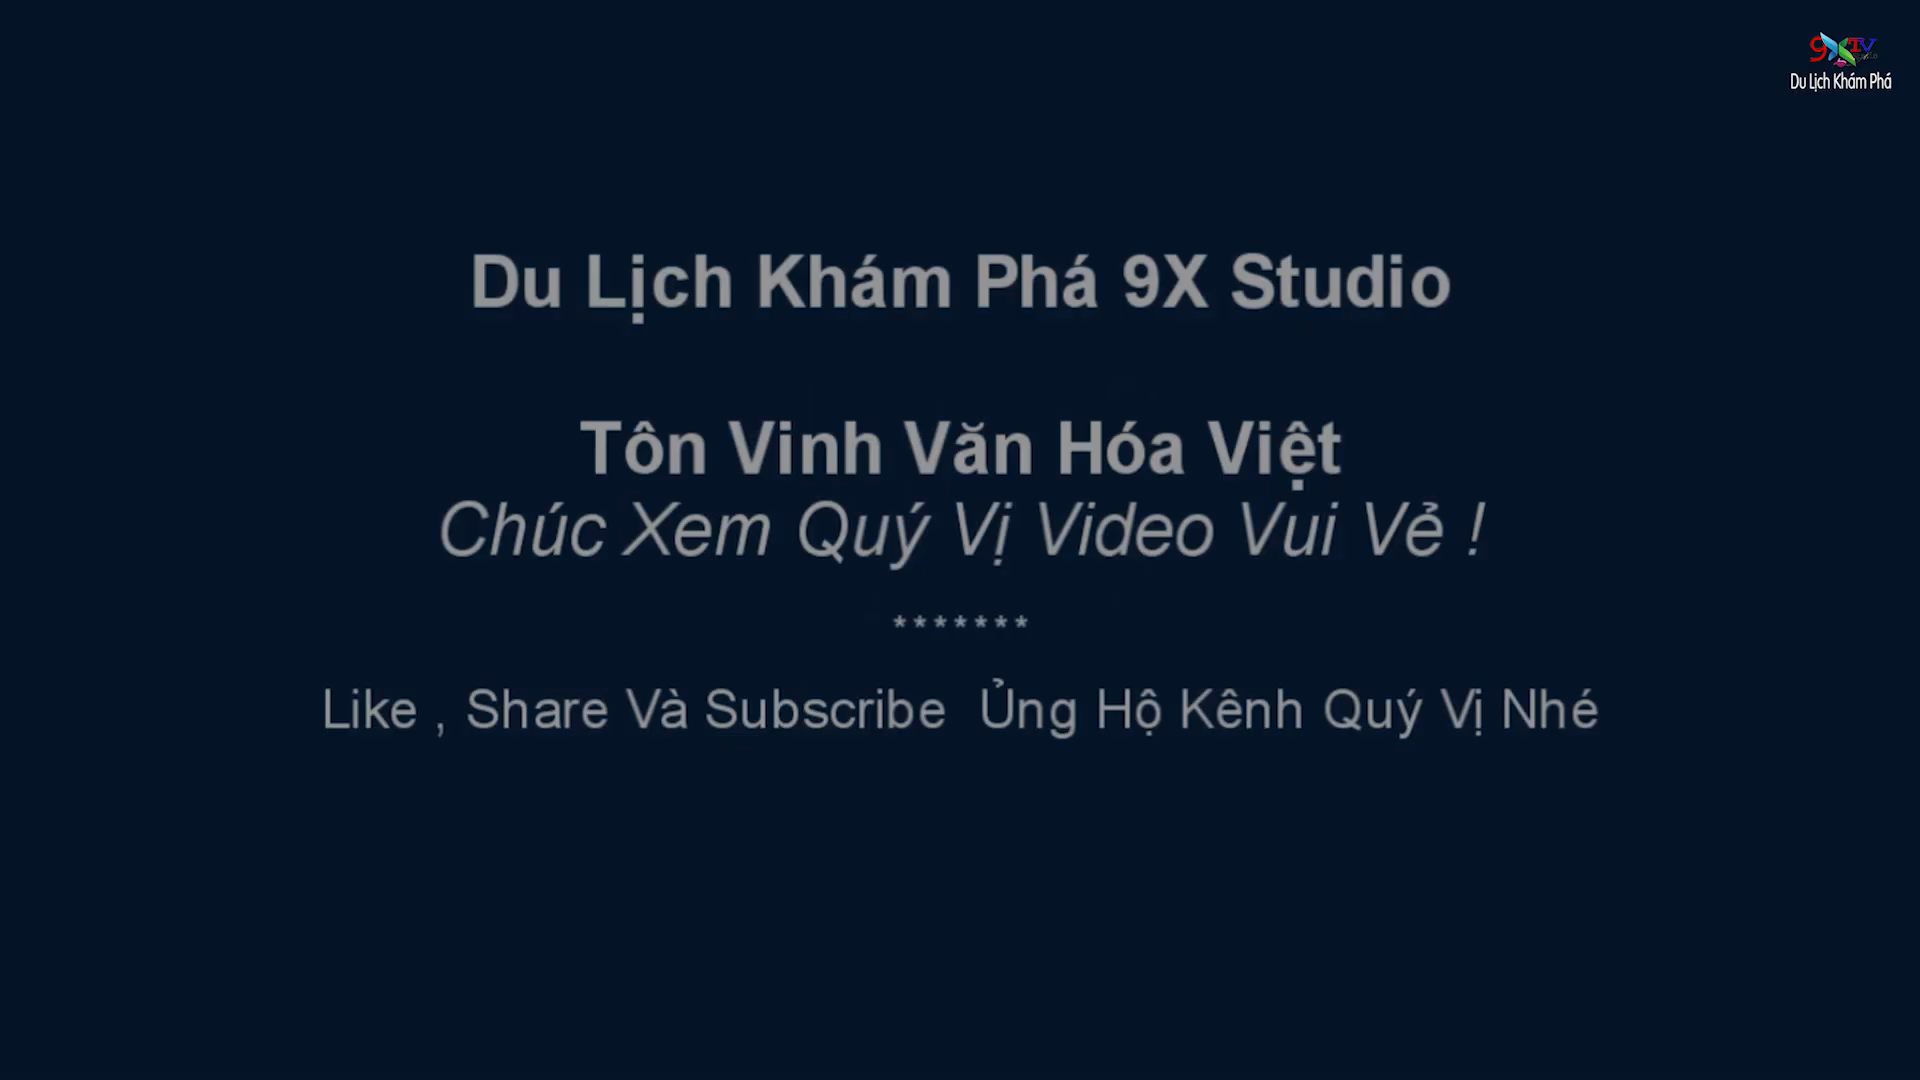 9XTV
Du Lịch Khám Phá
Du Lịch Khám Phá 9X Studio
Tôn Vinh Văn Hóa Việt
Chúc Xem Quý Vị Video Vui Vẻ !
*******
Like , Share Và Subscribe Ủng Hộ Kênh Quý Vị Nhé